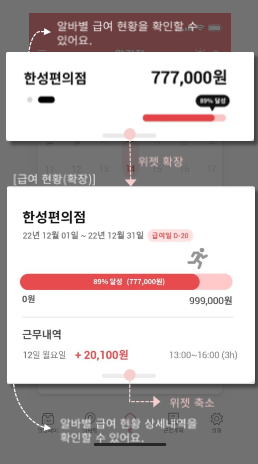 알바별 급여 현황을 확인할 수
있어요.
한성편의점
777,000원
89% 달성
위젯 확장
[급여 현황(확장)]
한성편의점
22년 12월 01일 ~ 22년 12월 31일 급여일 D-20
89% 달성 (777,000원)
0원
999,000원
근무내역
12일 월요일 + 20,100원 13:00~16:00 (3h)
위젯 축소
알바별 급여 현황 상세내역을
확인할 수 있어요.